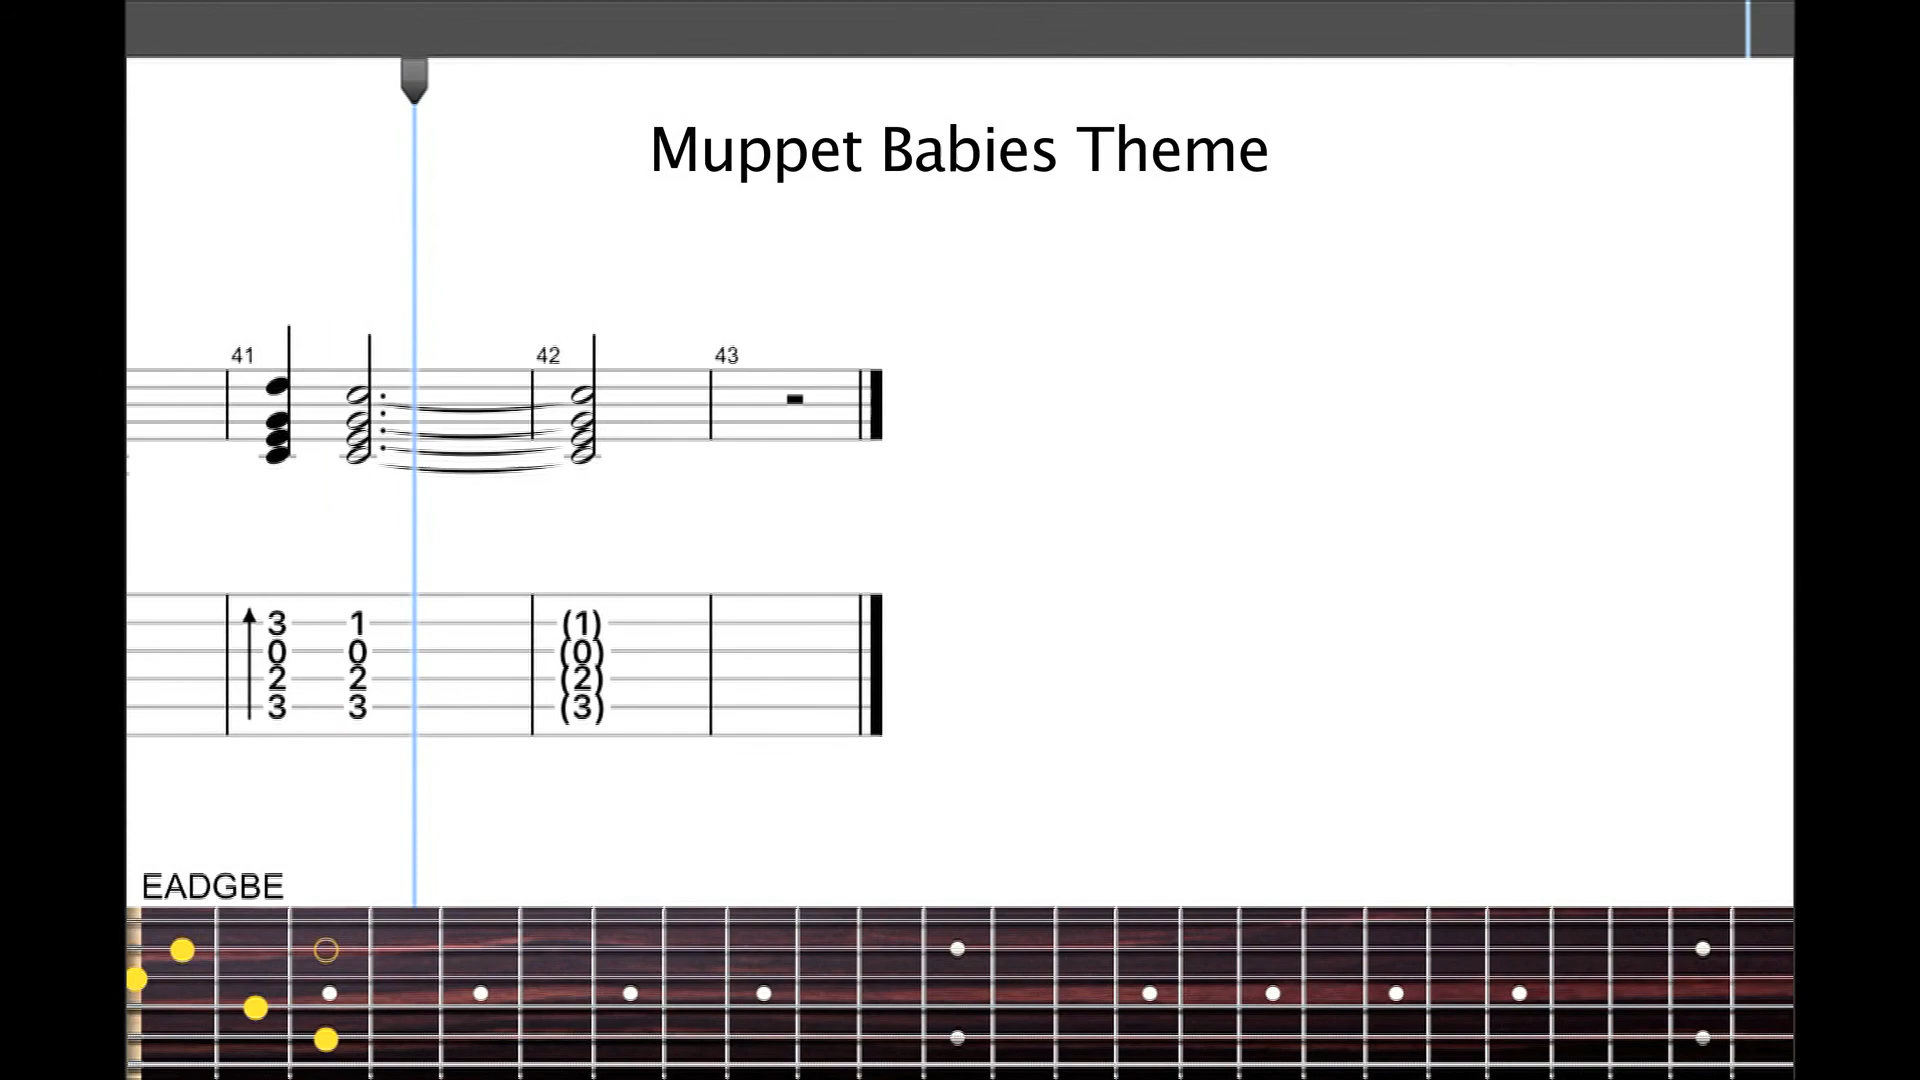 Muppet Babies Theme
41 42 43
3 1 (1)
0 0 (0)
2 2 (2)
3 3 (3)
EADGBE